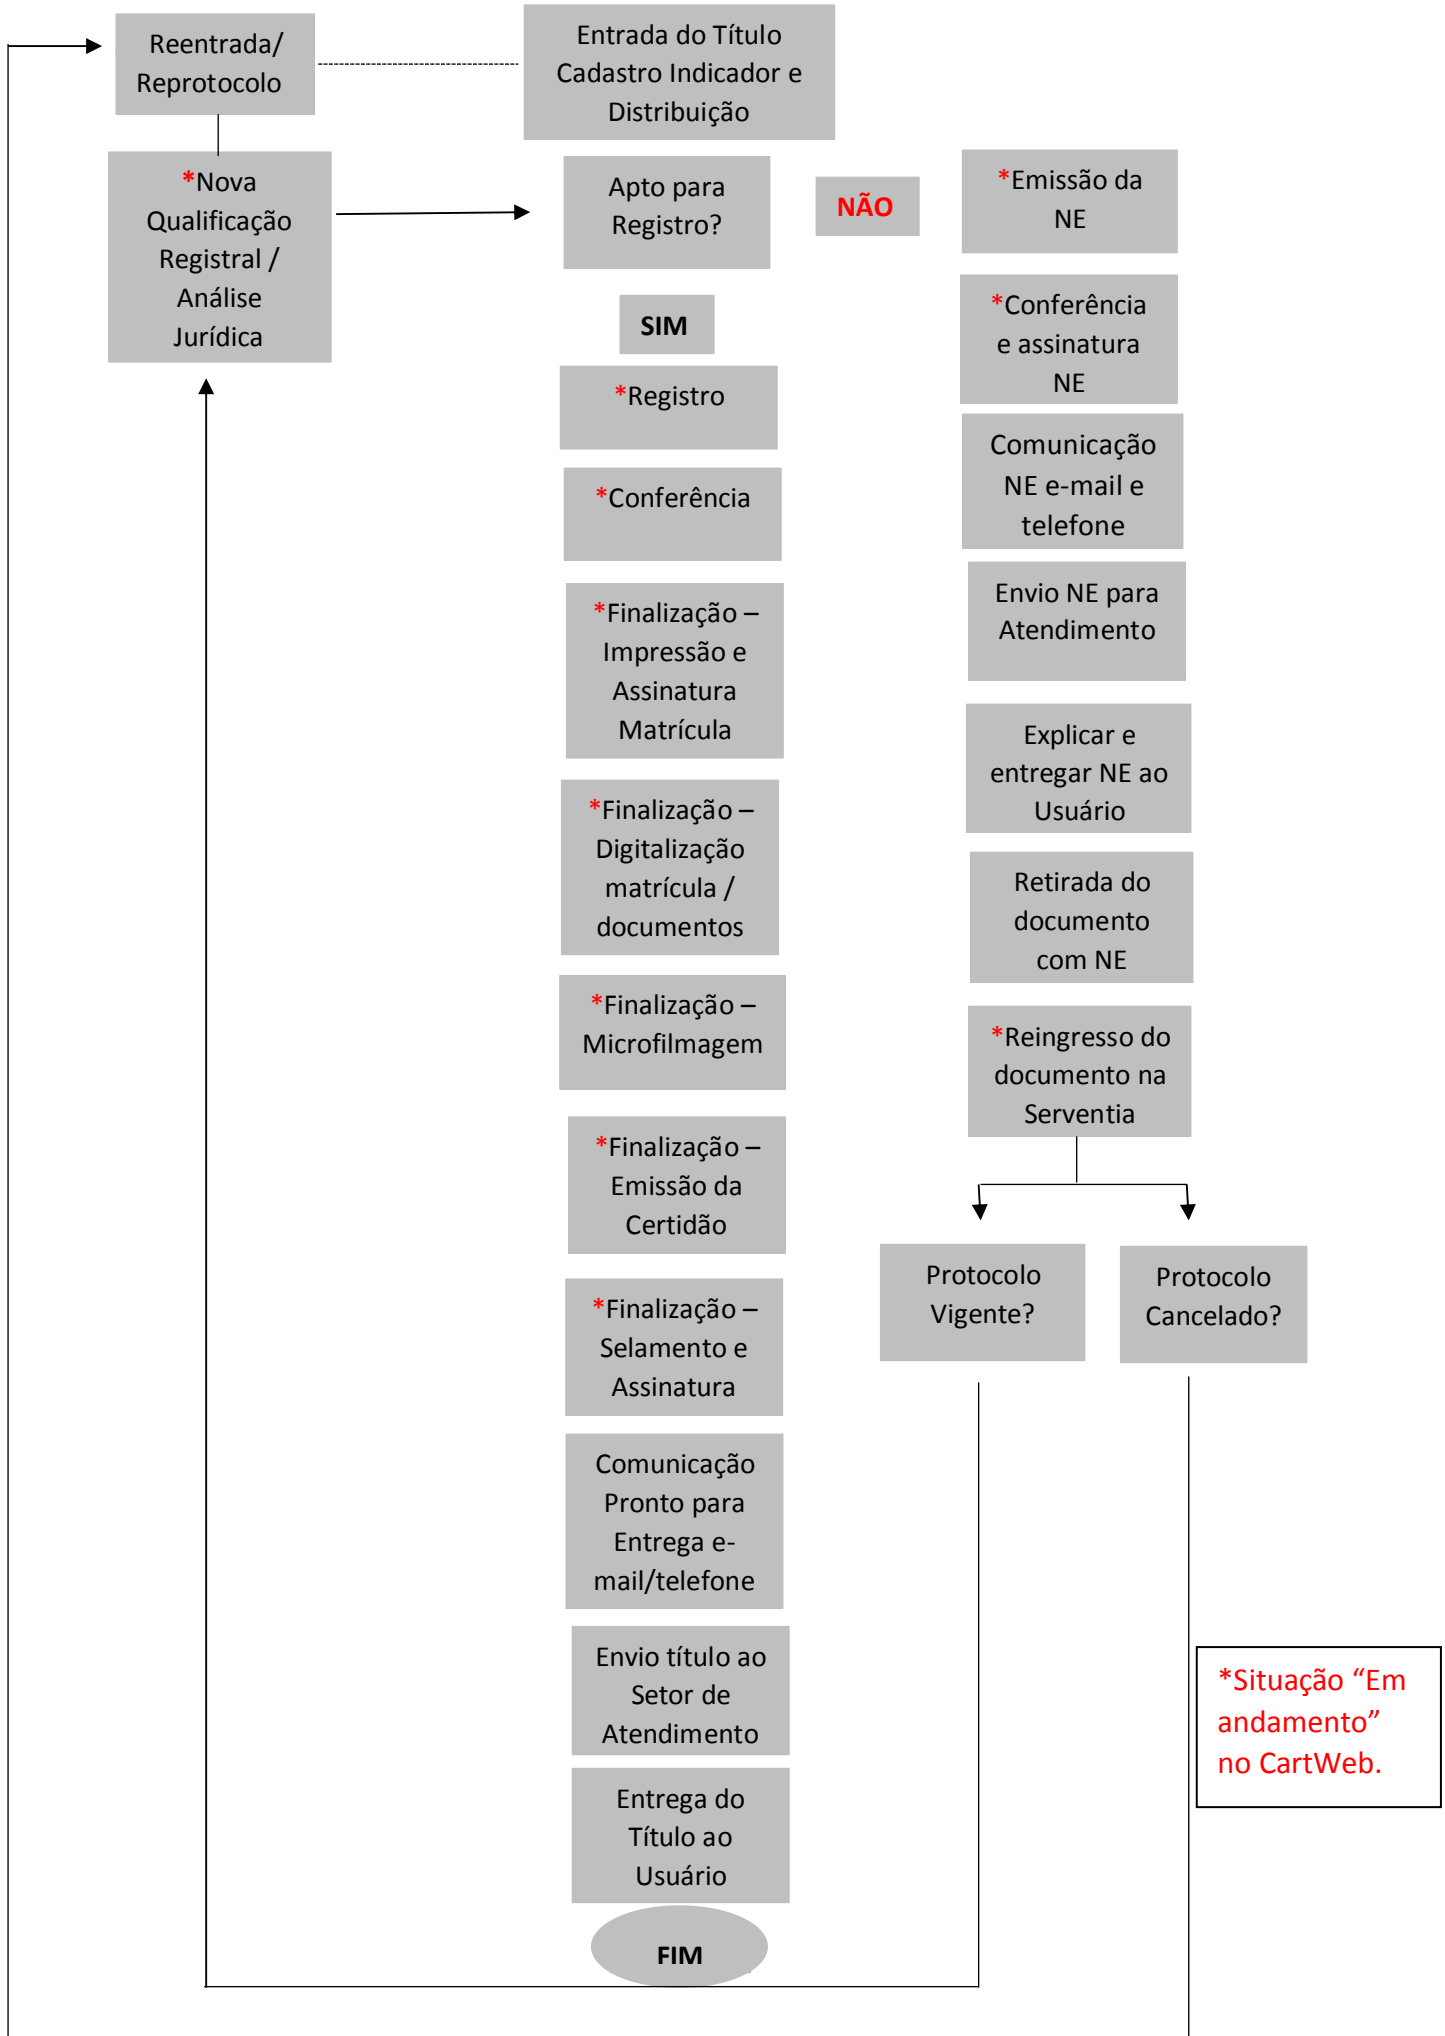 Reentrada/
Reprotocolo
Entrada do Título
Cadastro Indicador e
Distribuição
*Nova
Qualificação
Registral /
Análise
Jurídica
Apto para
Registro?
NÃO
*Emissão da
NE
SIM
*Conferência
e assinatura
NE
*Registro
Comunicação
NE e-mail e
telefone
*Conferência
Envio NE para
Atendimento
*Finalização –
Impressão e
Assinatura
Matrícula
Explicar e
entregar NE ao
Usuário
*Finalização –
Digitalização
matrícula /
documentos
Retirada do
documento
com NE
*Finalização –
Microfilmagem
*Reingresso do
documento na
Serventia
*Finalização –
Emissão da
Certidão
Protocolo
Vigente?
Protocolo
Cancelado?
*Finalização –
Selamento e
Assinatura
Comunicação
Pronto para
Entrega e-
mail/telefone
Envio título ao
Setor de
Atendimento
*Situação “Em
andamento”
no CartWeb.
Entrega do
Título ao
Usuário
FIM